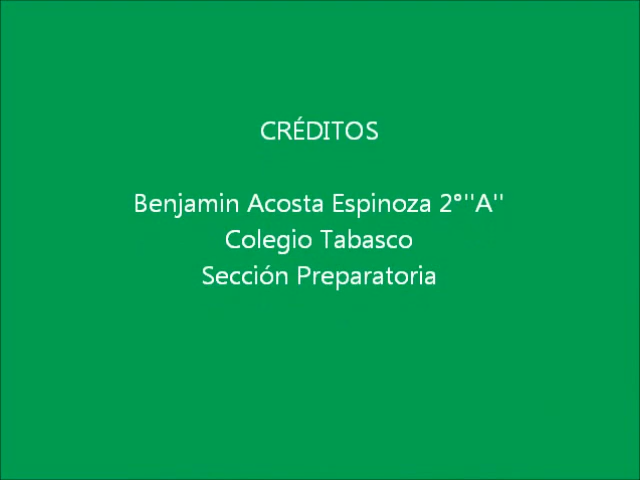 CRÉDITOS
Benjamin Acosta Espinoza 2°''A''
Colegio Tabasco
Sección Preparatoria